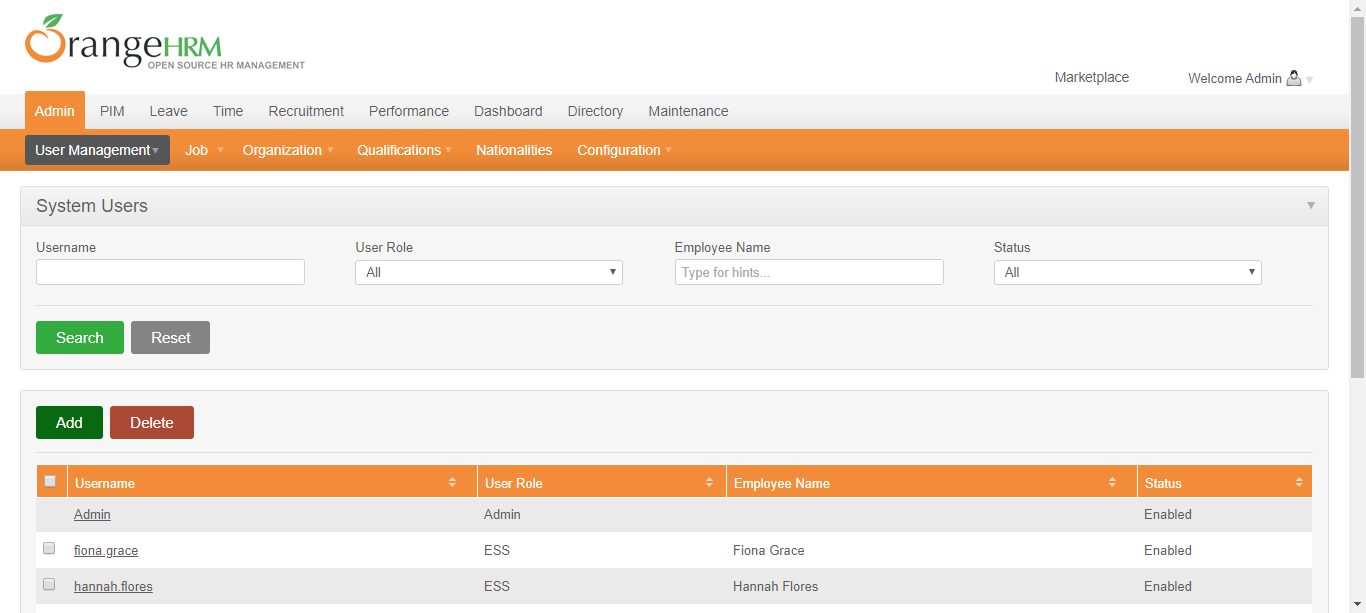 OrangeHRM
OPEN SOURCE HR MANAGEMENT
Marketplace Welcome Admin
Admin PIM Leave Time Recruitment Performance Dashboard Directory Maintenance
User Management Job Organization Qualifications Nationalities Configuration
System Users
Username User Role Employee Name Status
All Type for hints... All
Search Reset
Add Delete
Username User Role Employee Name Status
Admin Admin Enabled
fiona.grace ESS Fiona Grace Enabled
hannah.flores ESS Hannah Flores Enabled